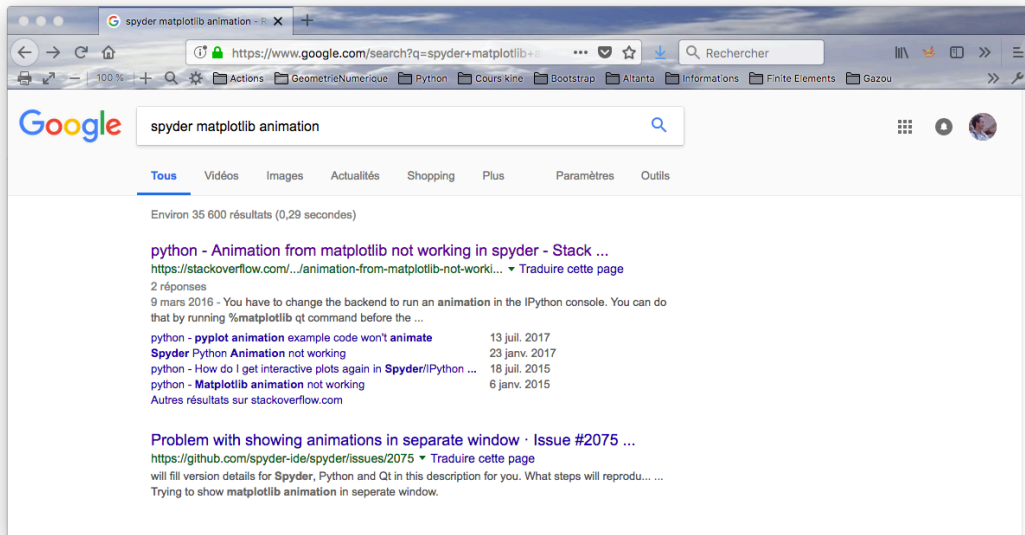 spyder matplotlib animation - R
https://www.google.com/search?q=spyder+matplotlib+a
Rechercher
100 %
Actions GeometrieNumerique Python Cours kine Bootstrap Altanta Informations Finite Elements Gazou
Google
spyder matplotlib animation
Tous Vidéos Images Actualités Shopping Plus Paramètres Outils
Environ 35 600 résultats (0,29 secondes)
python - Animation from matplotlib not working in spyder - Stack ...
https://stackoverflow.com/.../animation-from-matplotlib-not-worki... Traduire cette page
2 réponses
9 mars 2016 - You have to change the backend to run an animation in the IPython console. You can do
that by running %matplotlib qt command before the ...
python - pyplot animation example code won't animate 13 juil. 2017
Spyder Python Animation not working 23 janv. 2017
python - How do I get interactive plots again in Spyder/IPython ... 18 juil. 2015
python - Matplotlib animation not working 6 janv. 2015
Autres résultats sur stackoverflow.com
Problem with showing animations in separate window · Issue #2075 ...
https://github.com/spyder-ide/spyder/issues/2075 Traduire cette page
will fill version details for Spyder, Python and Qt in this description for you. What steps will reprodu... ...
Trying to show matplotlib animation in seperate window.